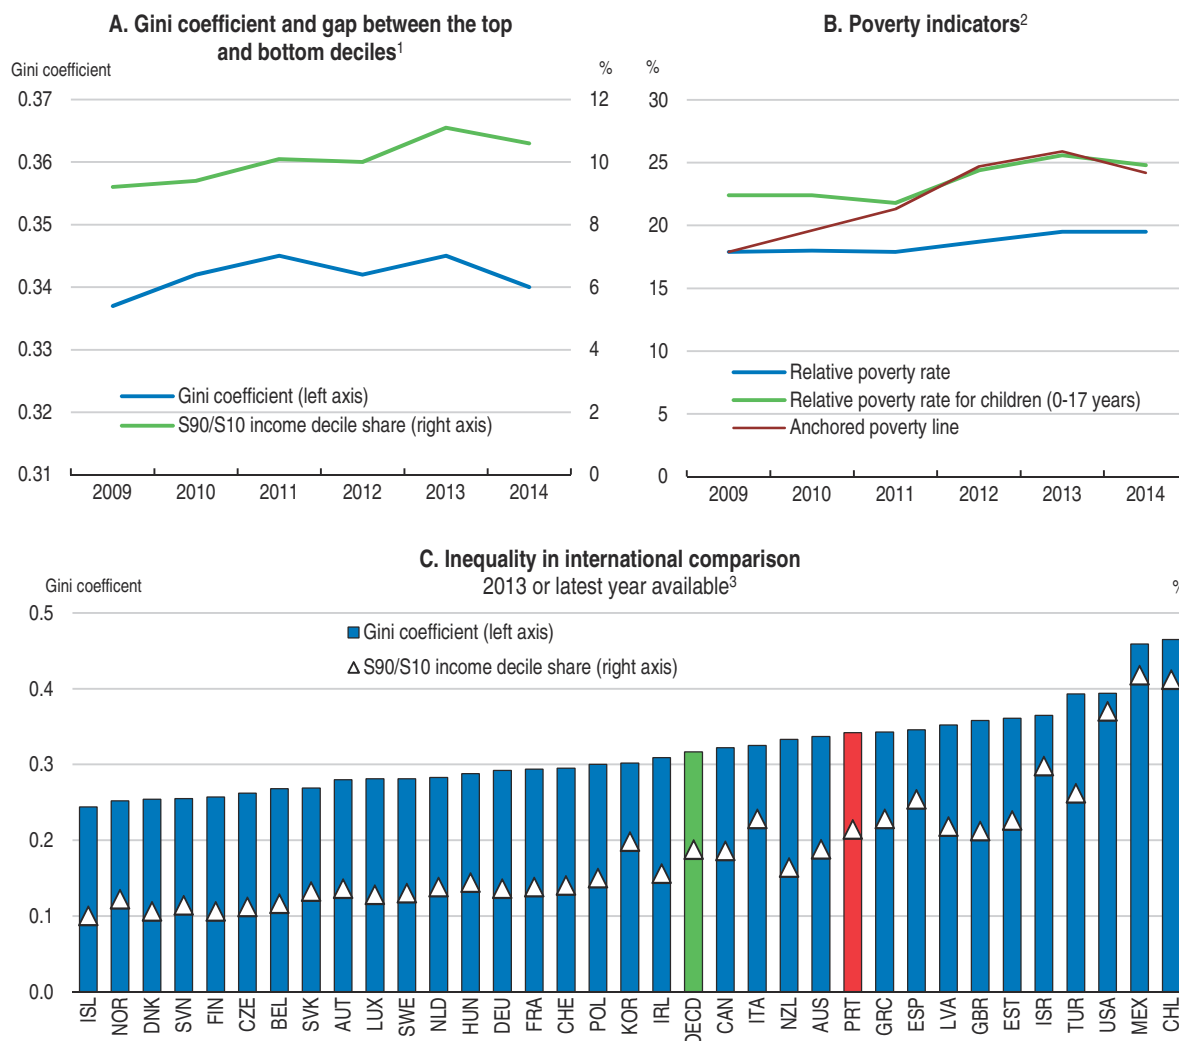 A. Gini coefficient and gap between the top
and bottom deciles1
Gini coefficient
%
0.37
0.36
0.35
0.34
0.33
0.32
0.31
12
10
8
6
4
2
0
Gini coefficient (left axis)
S90/S10 income decile share (right axis)
2009 2010 2011 2012 2013 2014
B. Poverty indicators2
%
30
25
20
15
10
5
0
Relative poverty rate
Relative poverty rate for children (0-17 years)
Anchored poverty line
2009 2010 2011 2012 2013 2014
C. Inequality in international comparison
2013 or latest year available3
Gini coefficent
%
0.5
0.4
0.3
0.2
0.1
0.0
Gini coefficient (left axis)
S90/S10 income decile share (right axis)
ISL NOR DNK SVN FIN CZE BEL SVK AUT LUX SWE NLD HUN DEU FRA CHE POL KOR IRL OECD CAN ITA NZL AUS PRT GRC ESP LVA GBR EST ISR TUR USA MEX CHL